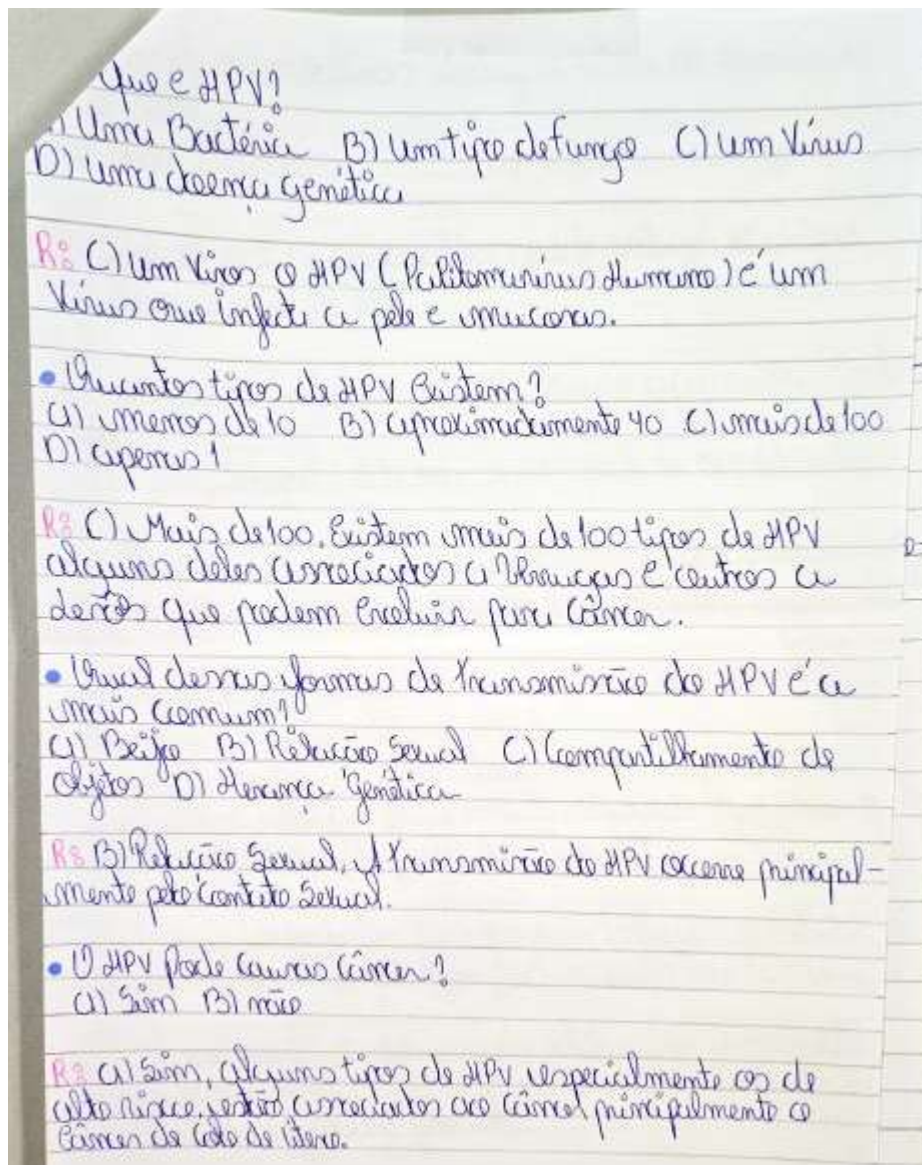 que e HPV?
Uma Bactéria B) um tipo de fungo C) um Vírus
D) uma doença genética
R: C) um Viros o HPV (Papilomavírus Humano) é um
Vírus que infecta a pele e mucosas.
• Quantos tipos de HPV Existem?
a) menos de 10 B) aproximadamente 40 C) mais de 100
D) apenas 1
R: C) Mais de 100. Existem mais de 100 tipos de HPV
alguns deles associados a Verrugas e outros a
que podem Evoluir para Câncer.
• Qual dessas formas de transmissão do HPV é a
mais comum?
a) Beijo B) Relação Sexual C) Compartilhamento de
objetos D) Herança Genética
R: B) Relação Sexual, A transmissão do HPV ocorre principal-
mente pelo contato Sexual.
• O HPV Pode Câncer?
a) Sim B) não
R: a) Sim, alguns tipos de HPV especialmente os de
alto risco, estão associados ao principalmente o
Câncer de Colo de Útero.